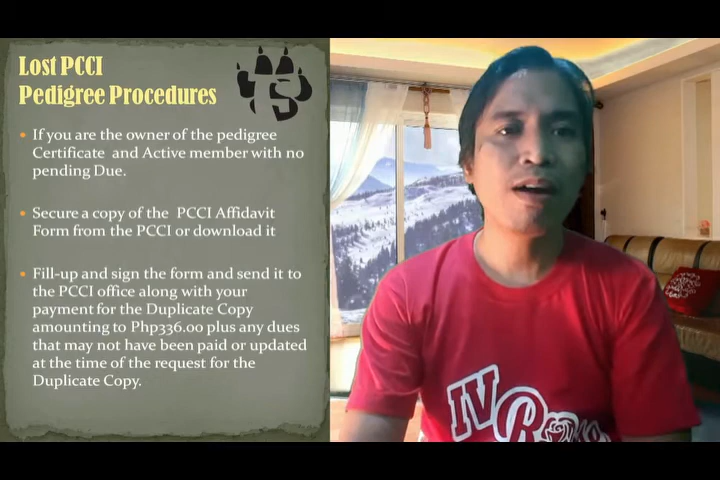 Lost PCCI
Pedigree Procedures
TS
If you are the owner of the pedigree
Certificate and Active member with no
pending Due.
Secure a copy of the PCCI Affidavit
Form from the PCCI or download it
Fill-up and sign the form and send it to
the PCCI office along with your
payment for the Duplicate Copy
amounting to Php336.00 plus any dues
that may not have been paid or updated
at the time of the request for the
Duplicate Copy.
IV